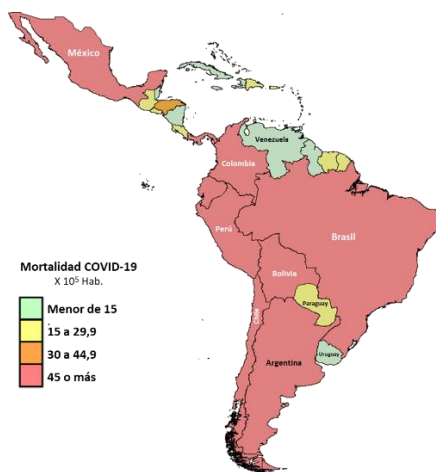 México
Venezuela
Colombia
Perú
Brasil
Bolivia
Paraguay
Chile
Uruguay
Argentina
Mortalidad COVID-19
X 10⁵ Hab.
Menor de 15
15 a 29,9
30 a 44,9
45 o más